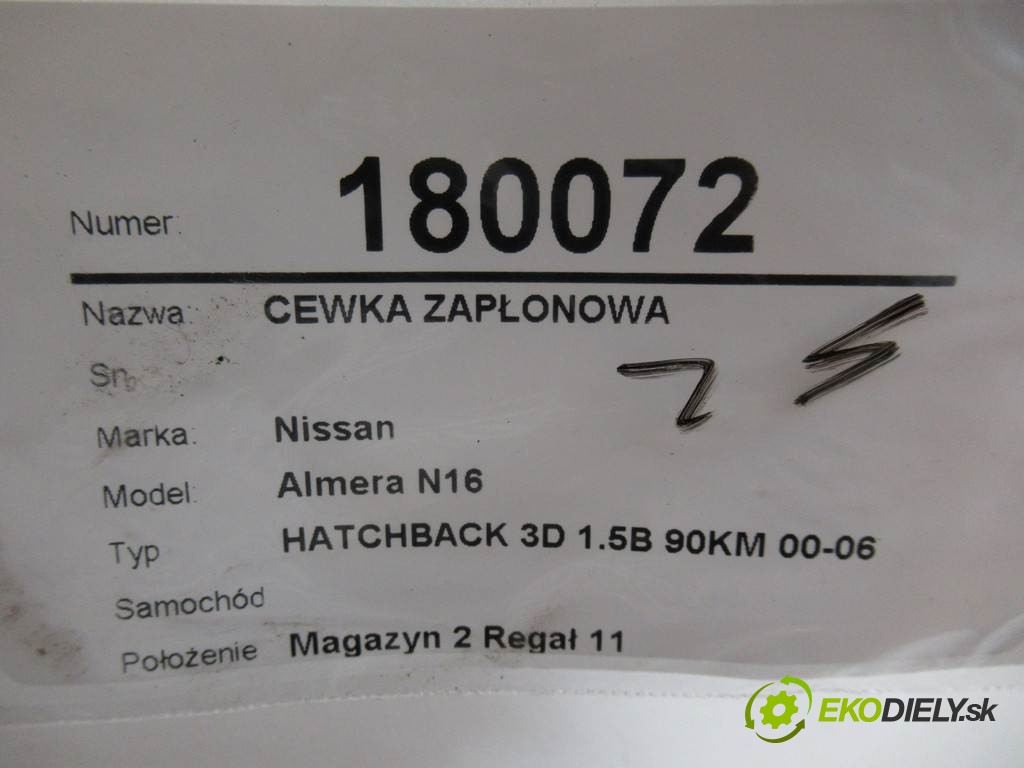 Numer: 180072
Nazwa: CEWKA ZAPŁONOWA
Sn
Marka: Nissan
Model: Almera N16
Typ HATCHBACK 3D 1.5B 90KM 00-06
Samochód
Położenie Magazyn 2 Regał 11
EKODIELY.sk